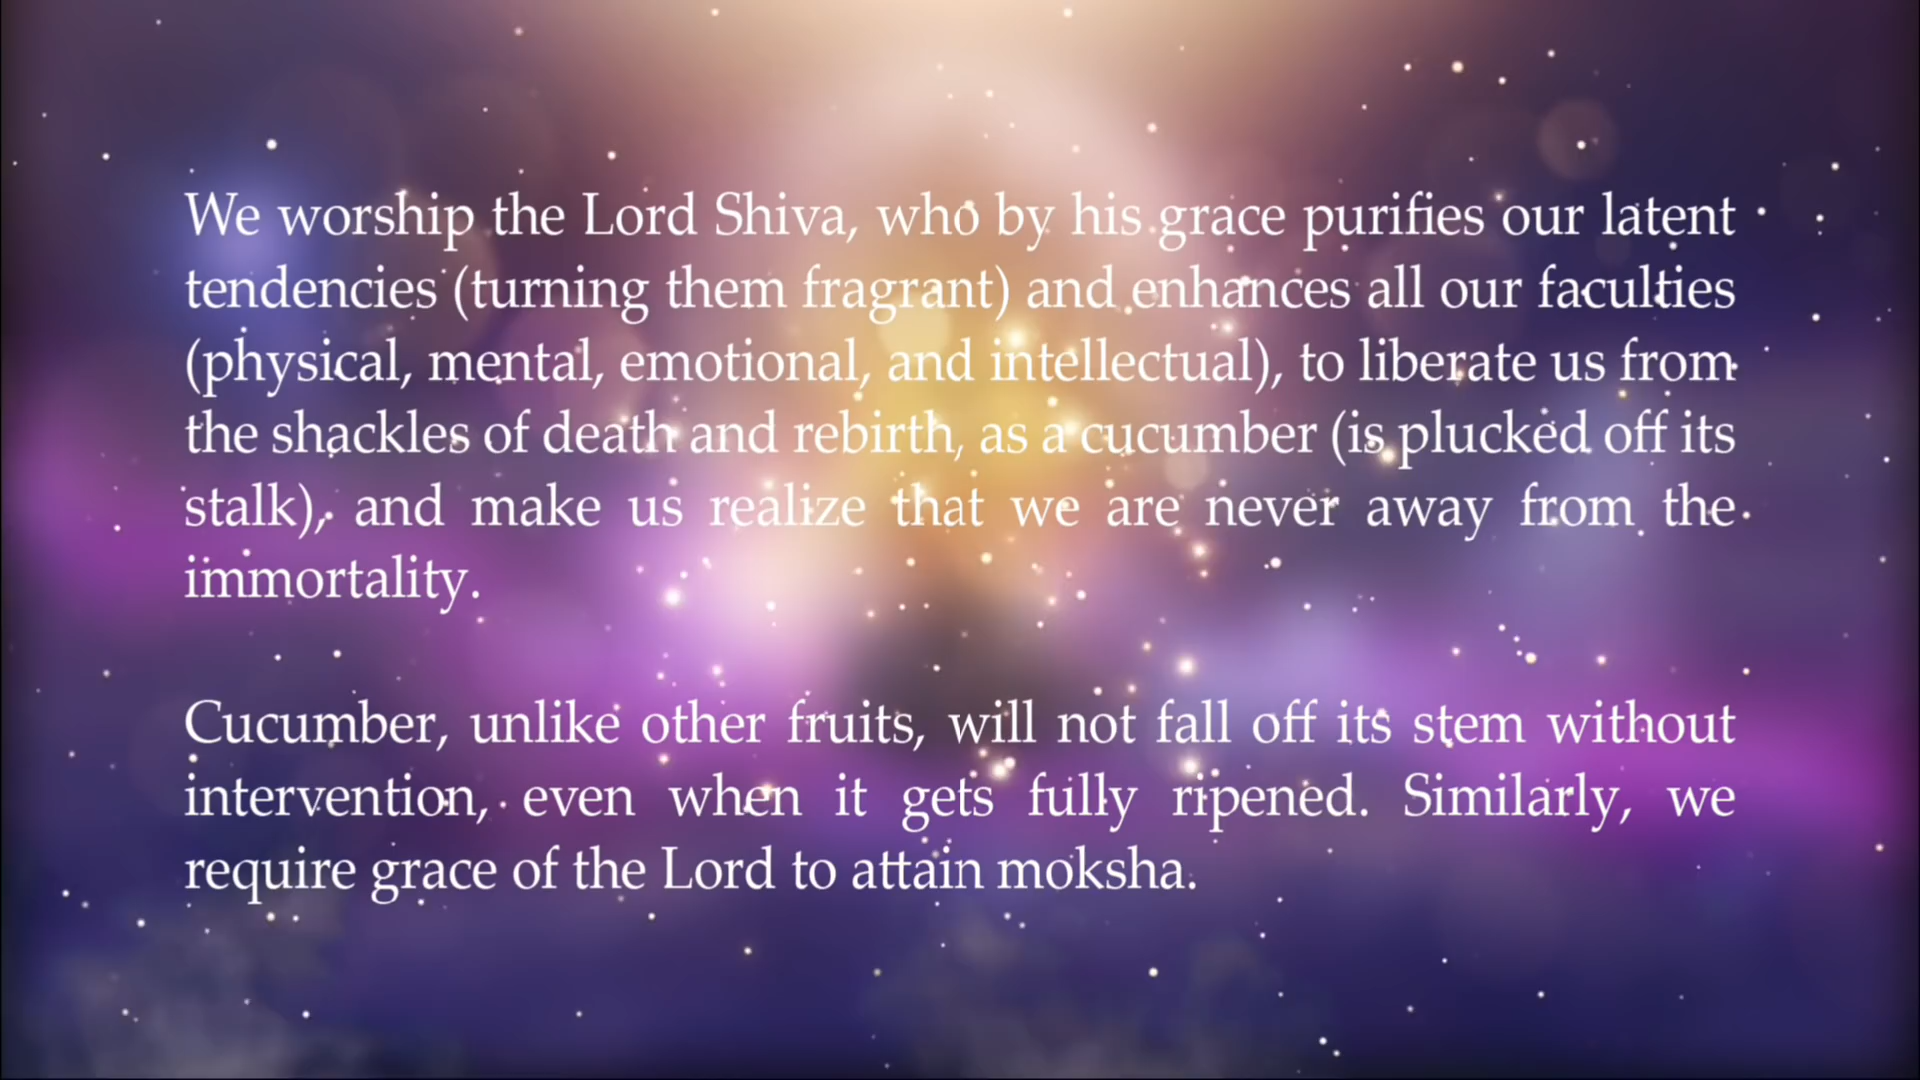 We worship the Lord Shiva, who by his grace purifies our latent
tendencies (turning them fragrant) and enhances all our faculties
(physical, mental, emotional, and intellectual), to liberate us from
the shackles of death and rebirth, as a cucumber (is plucked off its
stalk), and make us realize that we are never away from the
immortality.
Cucumber, unlike other fruits, will not fall off its stem without
intervention, even when it gets fully ripened. Similarly, we
require grace of the Lord to attain moksha.